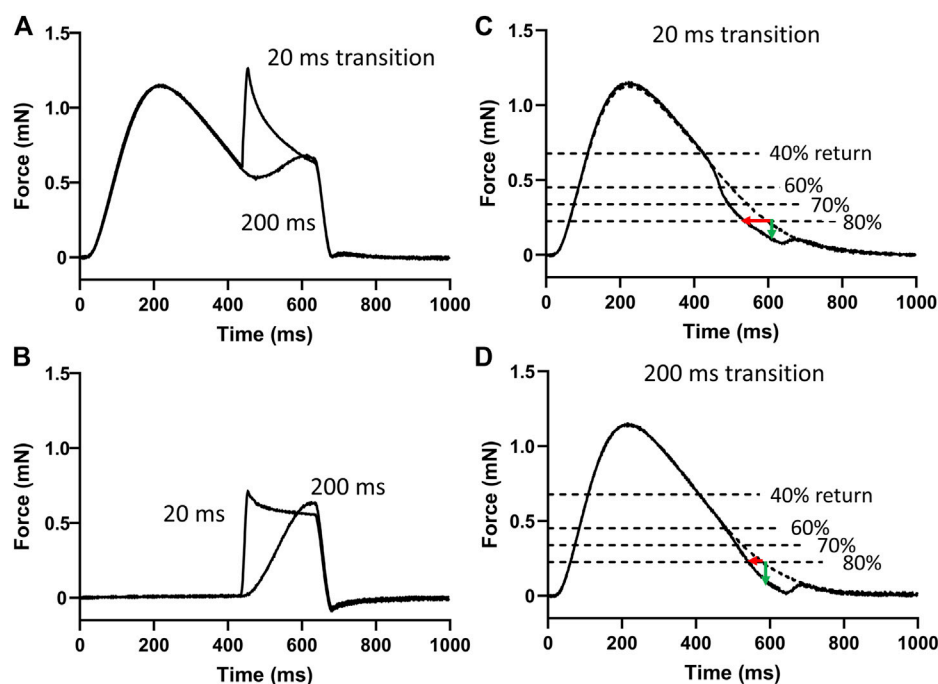 A
1.5
1.0
0.5
0
Force (mN)
20 ms transition
200 ms
0 200 400 600 800 1000
Time (ms)
B
1.5
1.0
0.5
0
Force (mN)
20 ms
200 ms
0 200 400 600 800 1000
Time (ms)
C
1.5
1.0
0.5
0
Force (mN)
20 ms transition
40% return
60%
70%
80%
0 200 400 600 800 1000
Time (ms)
D
1.5
1.0
0.5
0
Force (mN)
200 ms transition
40% return
60%
70%
80%
0 200 400 600 800 1000
Time (ms)